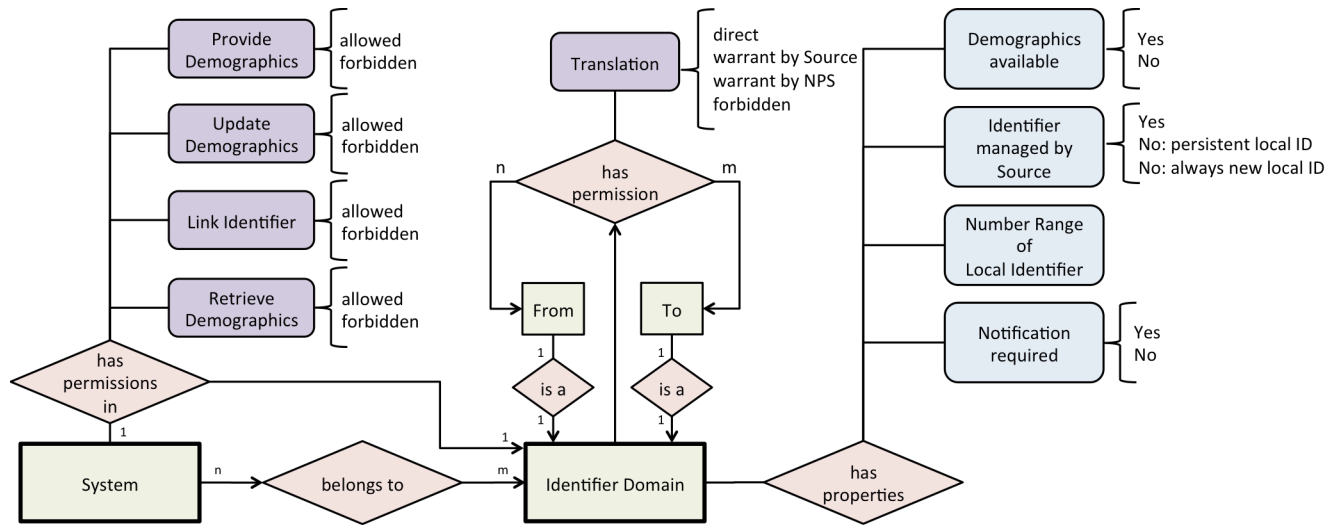 Provide
Demographics
allowed
forbidden
Update
Demographics
allowed
forbidden
Link Identifier
allowed
forbidden
Retrieve
Demographics
allowed
forbidden
has
permissions
in
1
System
n
belongs to
m
1
Translation
direct
warrant by Source
warrant by NPS
forbidden
n
has
permission
m
From
To
1
1
is a
is a
1
1
Identifier Domain
has
properties
Demographics
available
Yes
No
Identifier
managed by
Source
Yes
No: persistent local ID
No: always new local ID
Number Range
of
Local Identifier
Notification
required
Yes
No